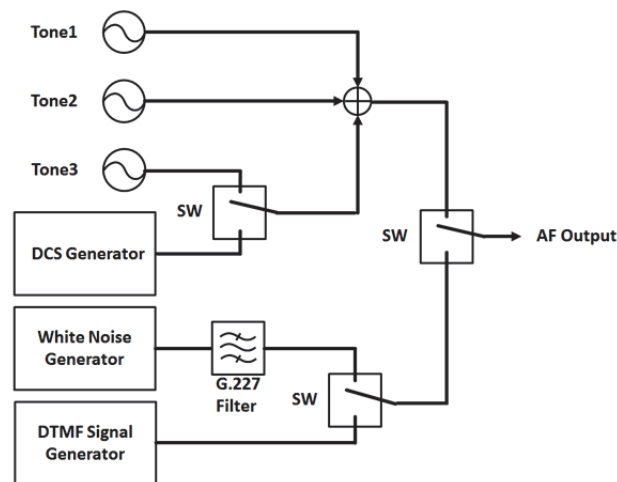 Tone1
Tone2
Tone3
SW
DCS Generator
SW
AF Output
White Noise
Generator
G.227
Filter
SW
DTMF Signal
Generator